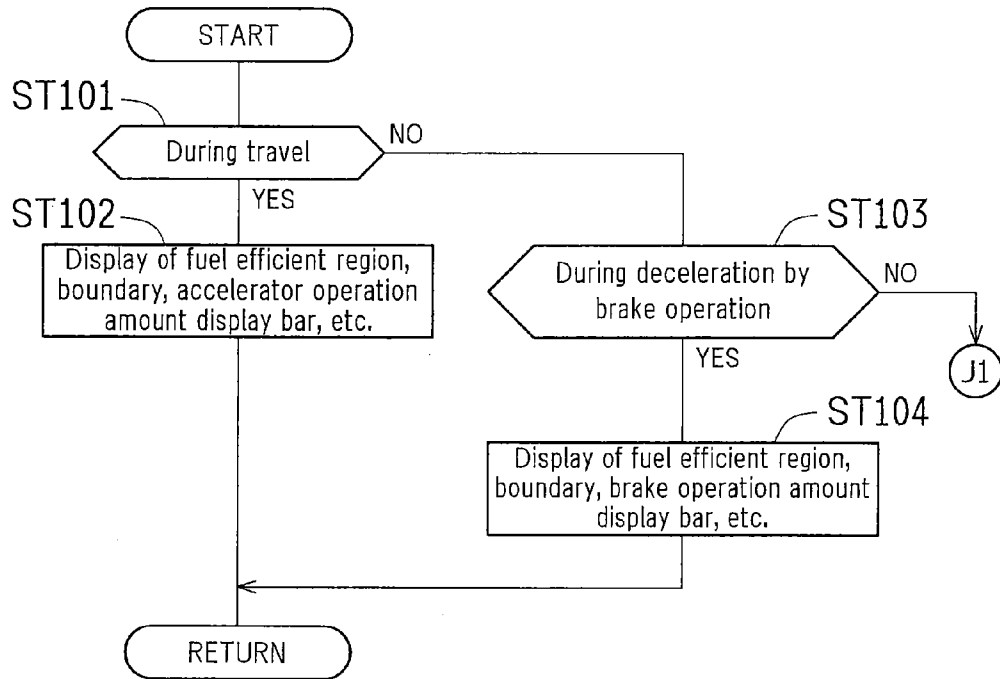 START
ST101
During travel
NO
YES
ST102
Display of fuel efficient region,
boundary, accelerator operation
amount display bar, etc.
ST103
During deceleration by
brake operation
NO
YES
J1
ST104
Display of fuel efficient region,
boundary, brake operation amount
display bar, etc.
RETURN